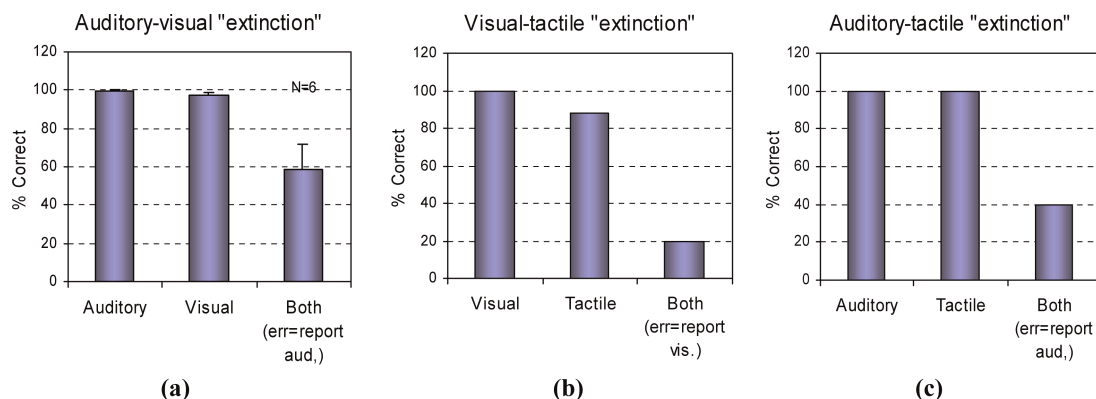 Auditory-visual "extinction"
120
100
80
60
40
20
0
% Correct
N=6
Auditory
Visual
Both
(err=report
aud,)
(a)
Visual-tactile "extinction"
120
100
80
60
40
20
0
% Correct
Visual
Tactile
Both
(err=report
vis.)
(b)
Auditory-tactile "extinction"
120
100
80
60
40
20
0
% Correct
Auditory
Tactile
Both
(err=report
aud,)
(c)